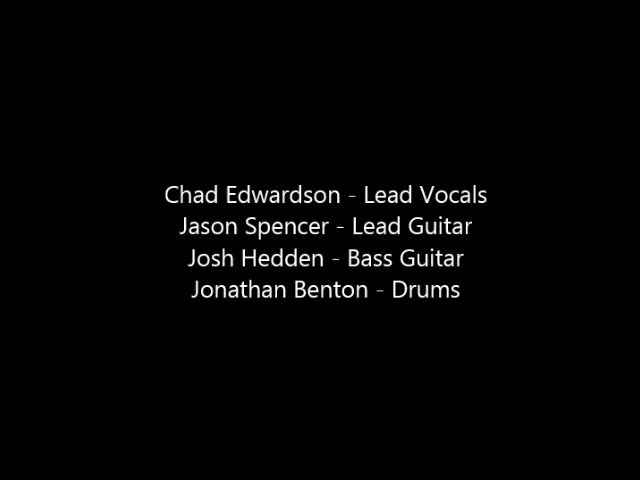 Chad Edwardson - Lead Vocals
Jason Spencer - Lead Guitar
Josh Hedden - Bass Guitar
Jonathan Benton - Drums